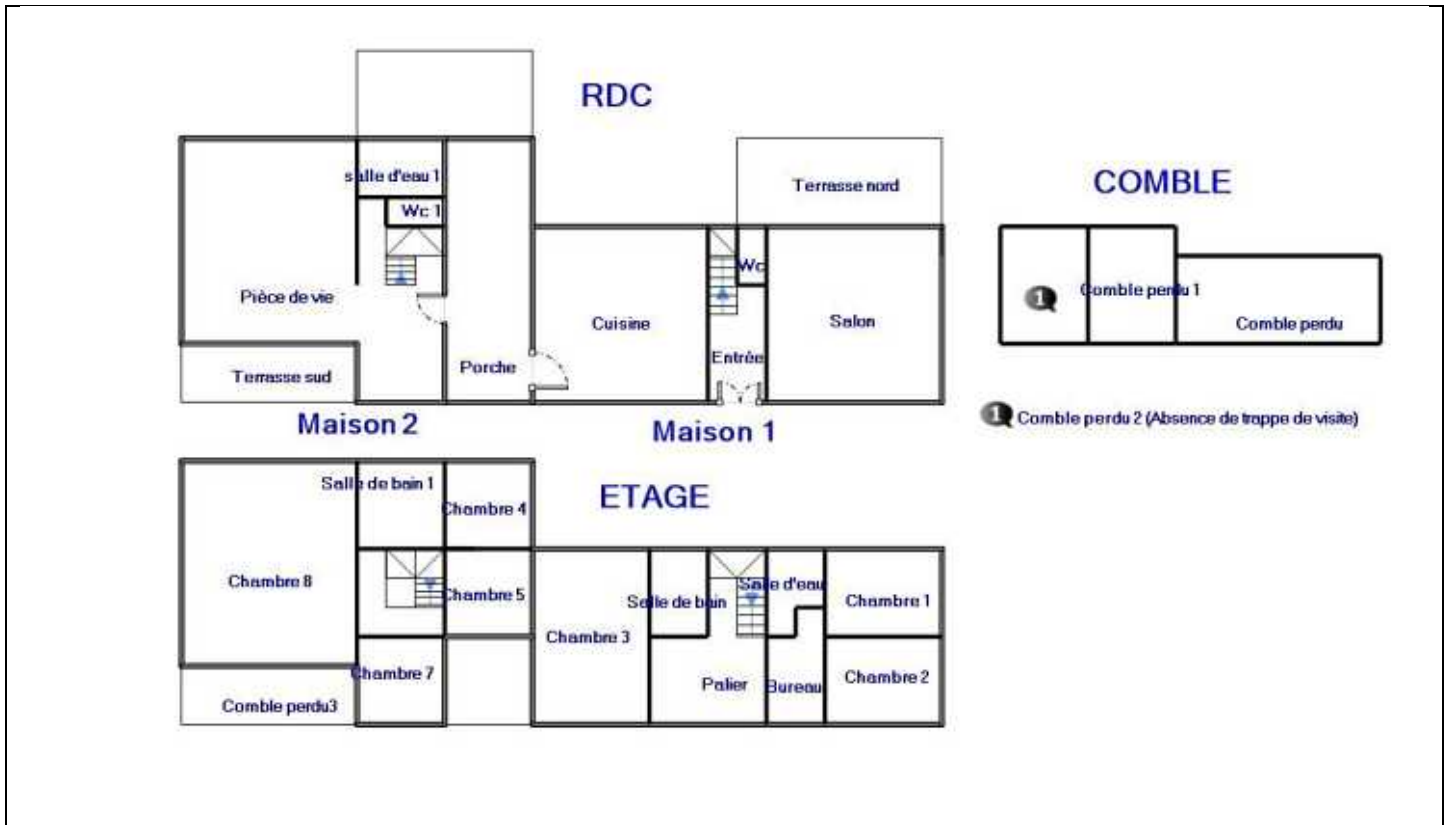 RDC
salle d'eau 1
Wc 1
Terrasse nord
COMBLE
Wc
Pièce de vie
Cuisine
Salon
1
Comble perdu 1
Comble perdu
Entrée
Porche
Terrasse sud
Maison 2
Maison 1
1 Comble perdu 2 (Absence de trappe de visite)
ETAGE
Salle de bain 1
Chambre 4
Chambre 8
Chambre 5
Salle de bain
Salle d'eau
Chambre 1
Chambre 3
Chambre 7
Palier
Bureau
Chambre 2
Comble perdu3